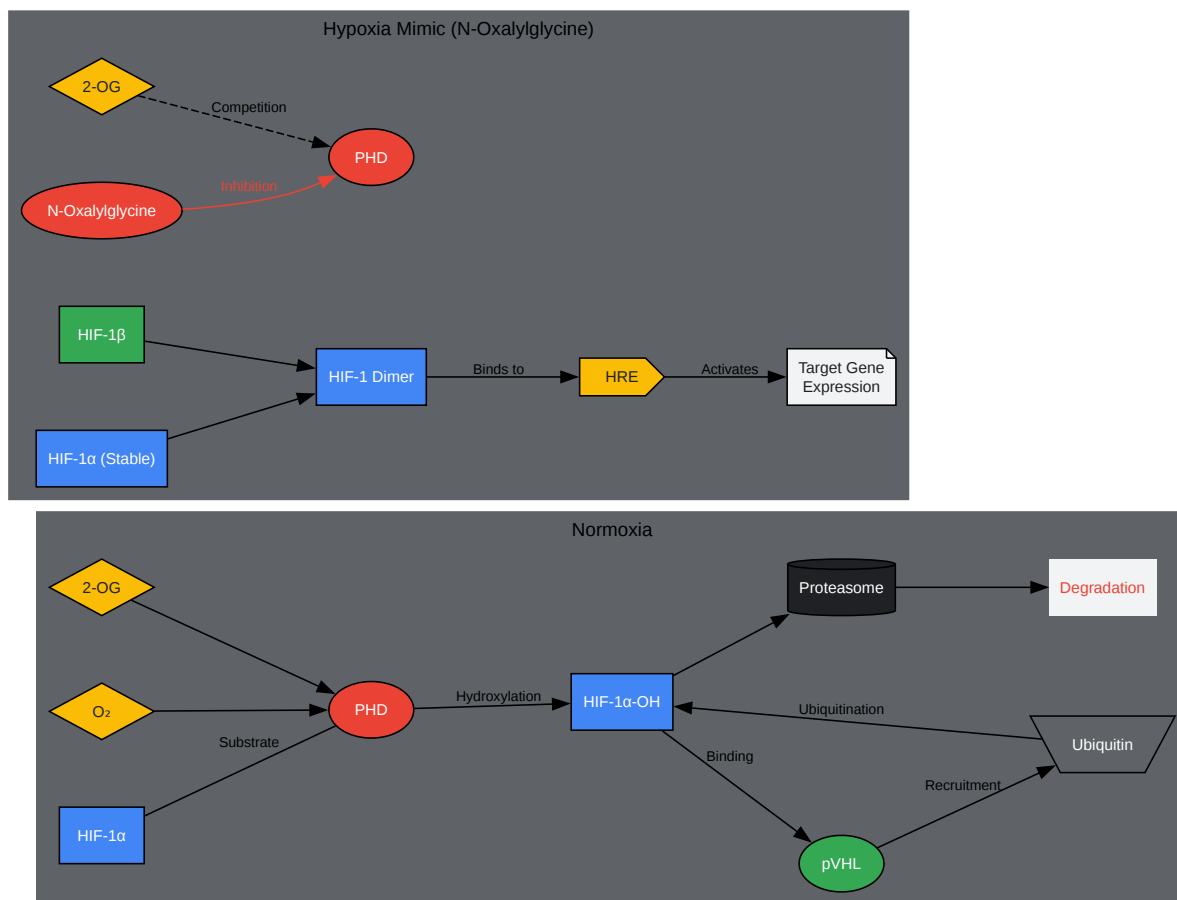 Hypoxia Mimic (N-Oxalylglycine)
2-OG
Competition
PHD
Inhibition
N-Oxalylglycine
HIF-1β
HIF-1 Dimer
Binds to
HRE
Activates
Target Gene
Expression
HIF-1α (Stable)
Normoxia
2-OG
Proteasome
Degradation
O₂
PHD
Hydroxylation
HIF-1α-OH
Ubiquitination
Substrate
Binding
Ubiquitin
Recruitment
HIF-1α
pVHL